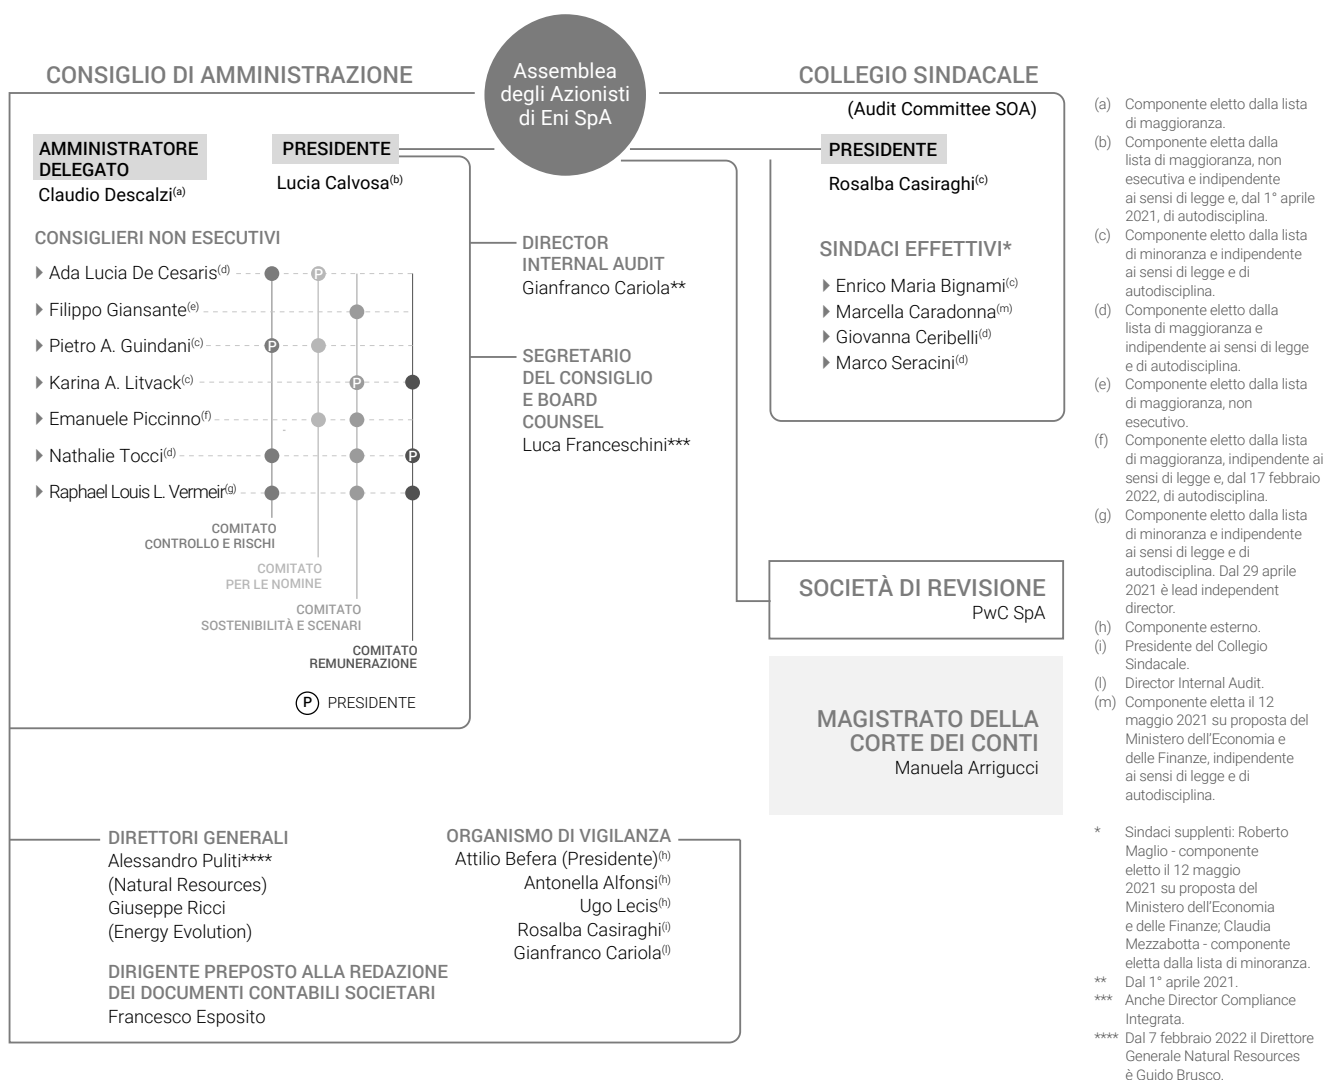 CONSIGLIO DI AMMINISTRAZIONE
Assemblea
degli Azionisti
di Eni SpA
COLLEGIO SINDACALE
(Audit Committee SOA)
AMMINISTRATORE
DELEGATO
Claudio Descalzi(a)
PRESIDENTE
Lucia Calvosa(b)
PRESIDENTE
Rosalba Casiraghi(c)
CONSIGLIERI NON ESECUTIVI
Ada Lucia De Cesaris(d)
P
Filippo Giansante(e)
Pietro A. Guindani(c)
P
Karina A. Litvack(c)
P
Emanuele Piccinno(f)
Nathalie Tocci(d)
P
Raphael Louis L. Vermeir(g)
COMITATO
CONTROLLO E RISCHI
COMITATO
PER LE NOMINE
COMITATO
SOSTENIBILITÀ E SCENARI
COMITATO
REMUNERAZIONE
P PRESIDENTE
DIRECTOR
INTERNAL AUDIT
Gianfranco Cariola**
SEGRETARIO
DEL CONSIGLIO
E BOARD
COUNSEL
Luca Franceschini***
SINDACI EFFETTIVI*
Enrico Maria Bignami(c)
Marcella Caradonna(m)
Giovanna Ceribelli(d)
Marco Seracini(d)
SOCIETÀ DI REVISIONE
PwC SpA
MAGISTRATO DELLA
CORTE DEI CONTI
Manuela Arrigucci
DIRETTORI GENERALI
Alessandro Puliti****
(Natural Resources)
Giuseppe Ricci
(Energy Evolution)
DIRIGENTE PREPOSTO ALLA REDAZIONE
DEI DOCUMENTI CONTABILI SOCIETARI
Francesco Esposito
ORGANISMO DI VIGILANZA
Attilio Befera (Presidente)(h)
Antonella Alfonsi(h)
Ugo Lecis(h)
Rosalba Casiraghi(i)
Gianfranco Cariola(l)
(a) Componente eletto dalla lista
di maggioranza.
(b) Componente eletta dalla
lista di maggioranza, non
esecutiva e indipendente
ai sensi di legge e, dal 1° aprile
2021, di autodisciplina.
(c) Componente eletto dalla lista
di minoranza e indipendente
ai sensi di legge e di
autodisciplina.
(d) Componente eletto dalla
lista di maggioranza e
indipendente ai sensi di legge
e di autodisciplina.
(e) Componente eletto dalla lista
di maggioranza, non
esecutivo.
(f) Componente eletto dalla lista
di maggioranza, indipendente ai
sensi di legge e, dal 17 febbraio
2022, di autodisciplina.
(g) Componente eletto dalla lista
di minoranza e indipendente
ai sensi di legge e di
autodisciplina. Dal 29 aprile
2021 è lead independent
director.
(h) Componente esterno.
(i) Presidente del Collegio
Sindacale.
(l) Director Internal Audit.
(m) Componente eletta il 12
maggio 2021 su proposta del
Ministero dell'Economia e
delle Finanze, indipendente
ai sensi di legge e di
autodisciplina.
* Sindaci supplenti: Roberto
Maglio - componente
eletto il 12 maggio
2021 su proposta del
Ministero dell'Economia
e delle Finanze; Claudia
Mezzabotta - componente
eletta dalla lista di minoranza.
** Dal 1° aprile 2021.
*** Anche Director Compliance
Integrata.
**** Dal 7 febbraio 2022 il Direttore
Generale Natural Resources
è Guido Brusco.